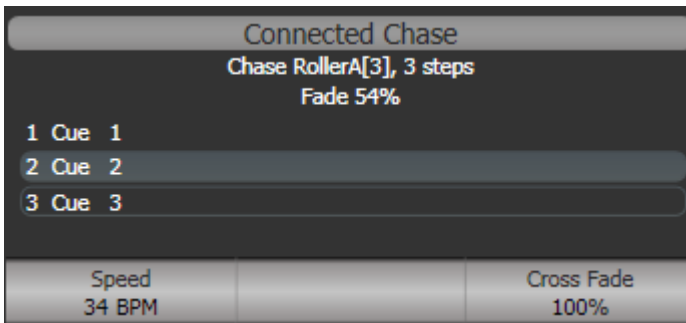 Connected Chase
Chase RollerA[3], 3 steps
Fade 54%
1 Cue 1
2 Cue 2
3 Cue 3
Speed
34 BPM
Cross Fade
100%